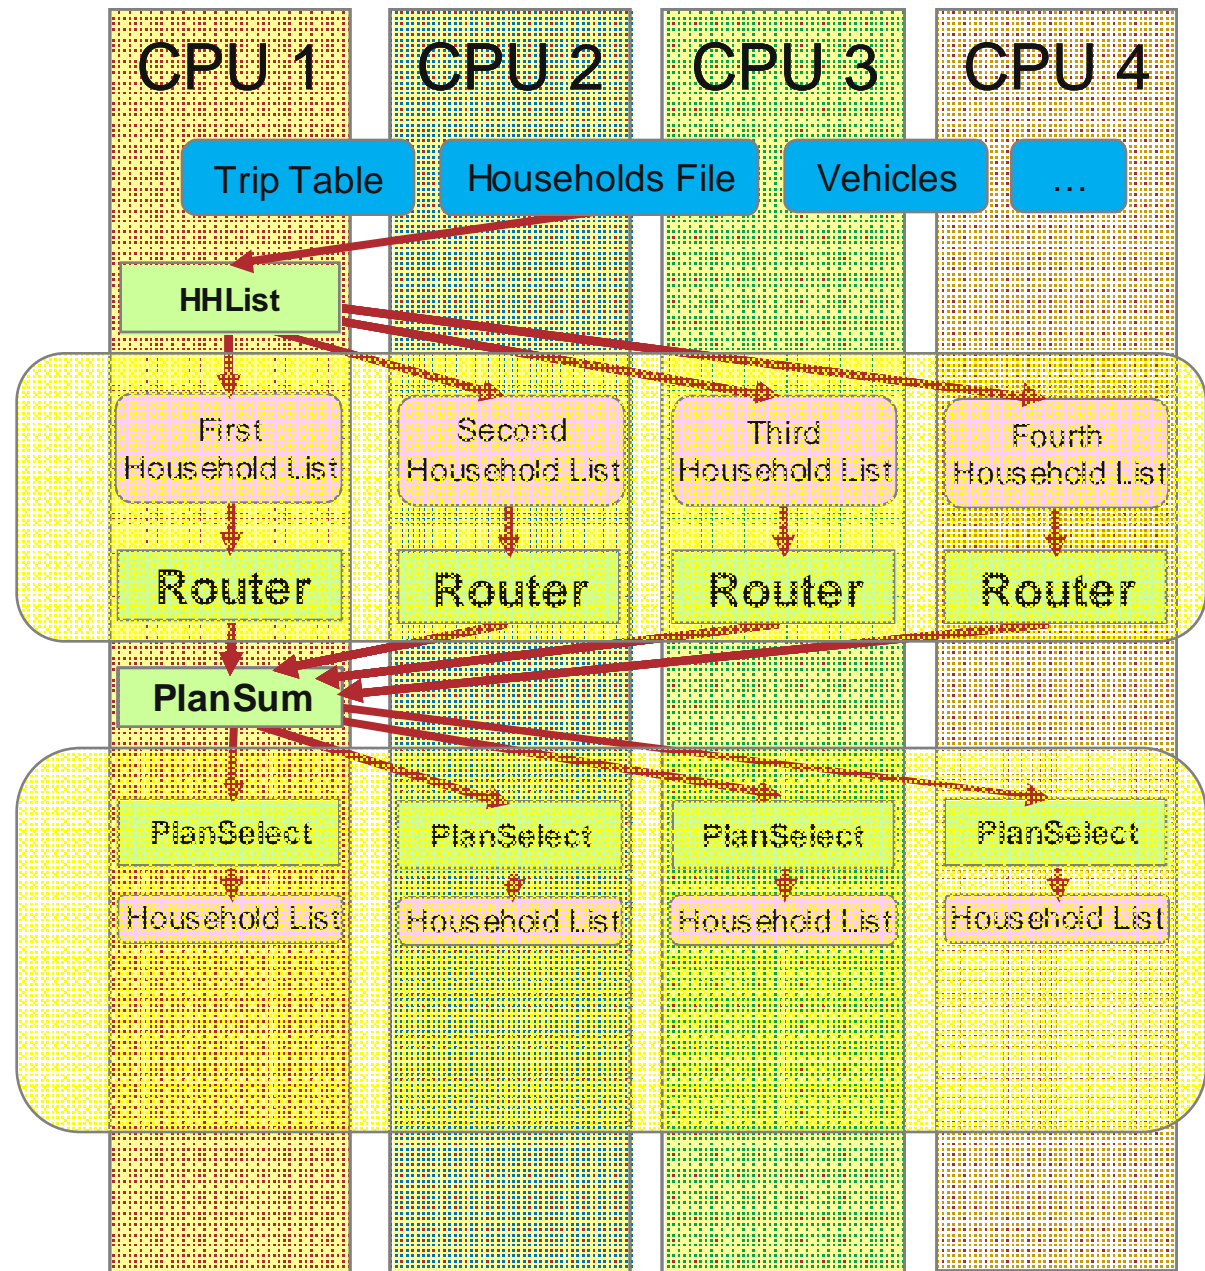 CPU 1
CPU 2
CPU 3
CPU 4
Trip Table
Households File
Vehicles
…
HHList
First
Household List
Second
Household List
Third
Household List
Fourth
Household List
Router
Router
Router
Router
PlanSum
PlanSelect
PlanSelect
PlanSelect
PlanSelect
Household List
Household List
Household List
Household List